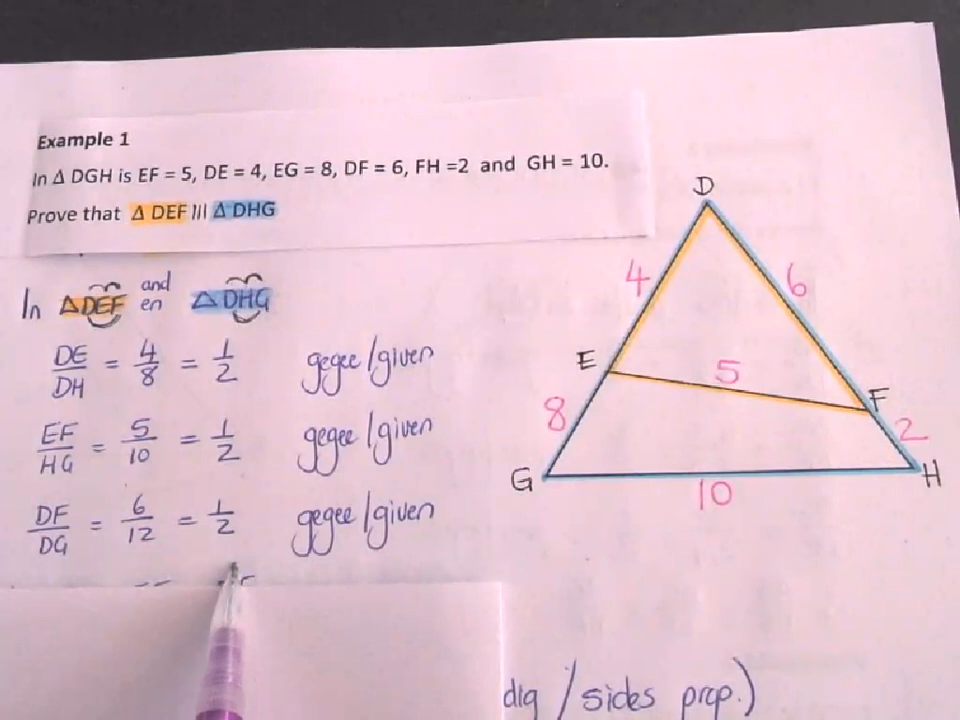 Example 1
In Δ DGH is EF = 5, DE = 4, EG = 8, DF = 6, FH =2 and GH = 10.
Prove that Δ DEF /// Δ DHG
In ΔDEF and en ΔDHG
DE/DH = 4/8 = 1/2 gegee/given
EF/HG = 5/10 = 1/2 gegee/given
DF/DG = 6/12 = 1/2 gegee/given
/sides prop.)
D
4
6
E
5
F
8
2
G
10
H